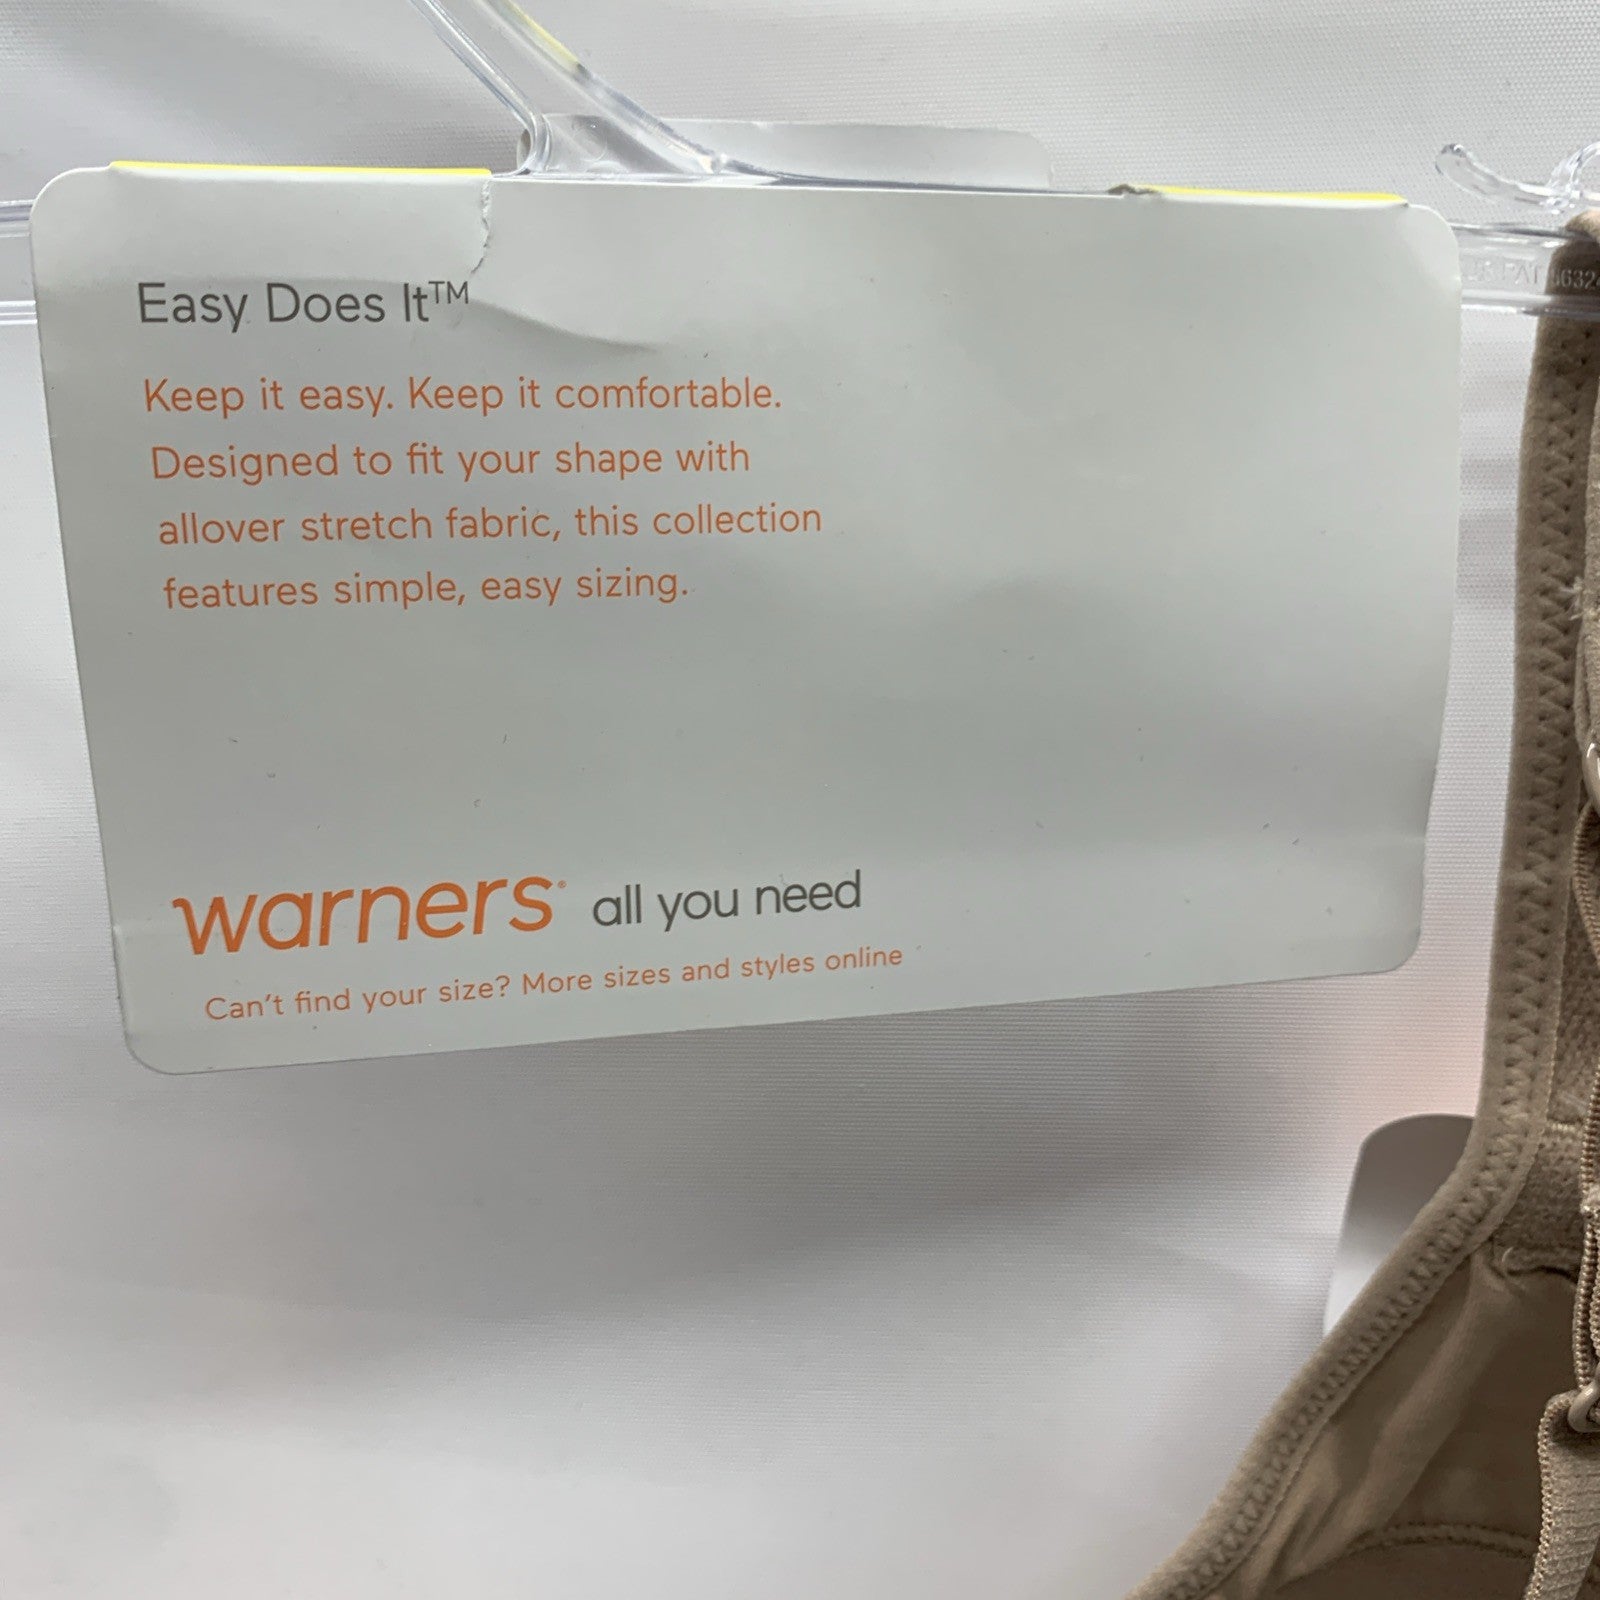 Easy Does It™
Keep it easy. Keep it comfortable.
Designed to fit your shape with
allover stretch fabric, this collection
features simple, easy sizing.
warners® all you need
Can't find your size? More sizes and styles online